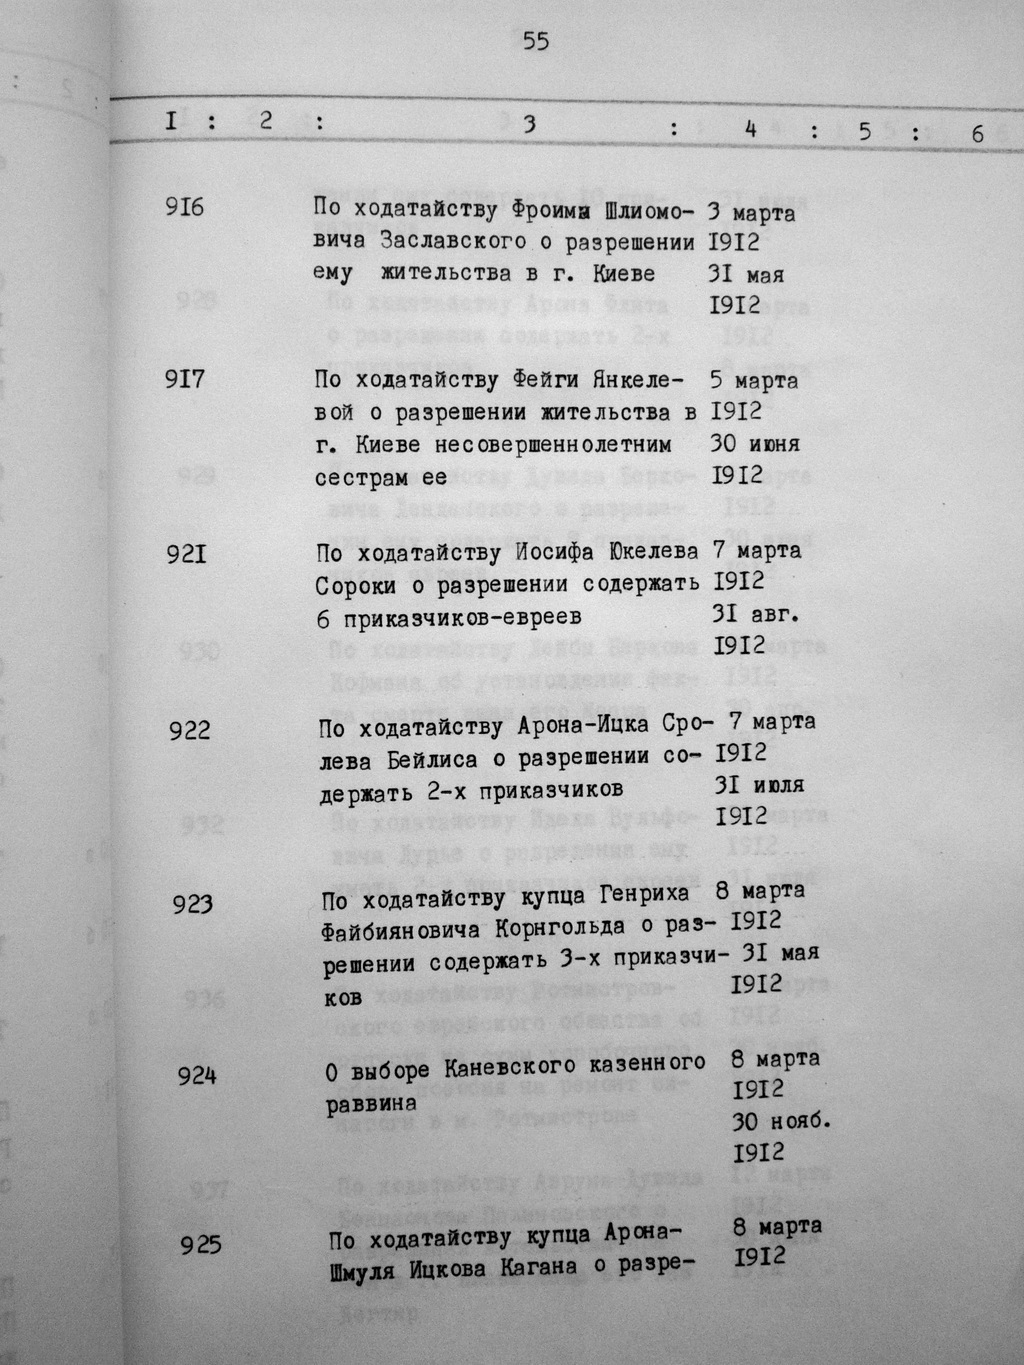 55
I : 2 : 3 : 4 : 5 : 6
916 По ходатайству Фроима Шлиомо- 3 марта
вича Заславского о разрешении 1912
ему жительства в г. Киеве 31 мая
1912
917 По ходатайству Фейги Янкеле- 5 марта
вой о разрешении жительства в 1912
г. Киеве несовершеннолетним 30 июня
сестрам ее 1912
921 По ходатайству Иосифа Юкелева 7 марта
Сороки о разрешении содержать 1912
6 приказчиков-евреев 31 авг.
1912
922 По ходатайству Арона-Ицка Сро- 7 марта
лева Бейлиса о разрешении со- 1912
держать 2-х приказчиков 31 июля
1912
923 По ходатайству купца Генриха 8 марта
Файбияновича Корнгольда о раз- 1912
решении содержать 3-х приказчи- 31 мая
ков 1912
924 О выборе Каневского казенного 8 марта
раввина 1912
30 нояб.
1912
925 По ходатайству купца Арона- 8 марта
Шмуля Ицкова Кагана о разре- 1912